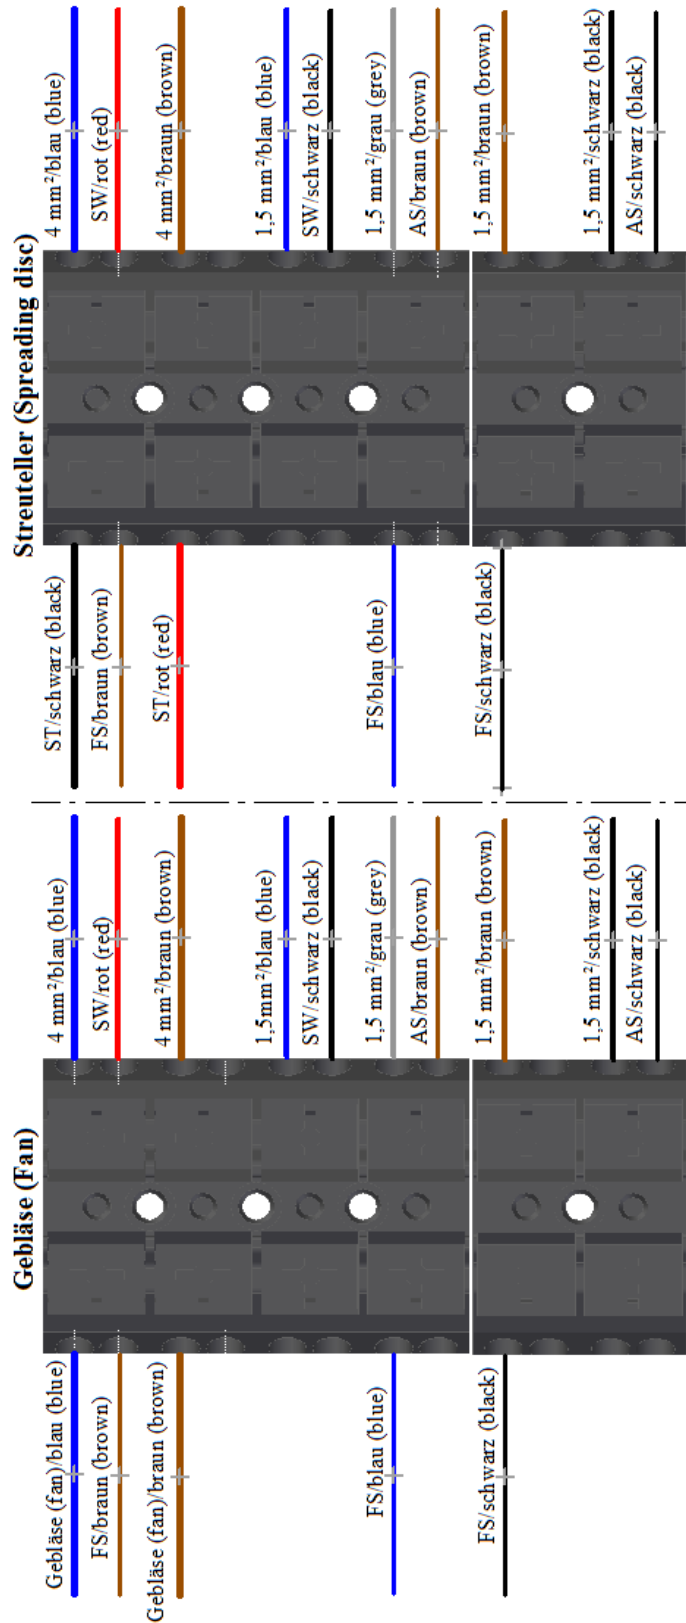 Streuteller (Spreading disc)
4 mm²/blau (blue)
SW/rot (red)
4 mm²/braun (brown)
1,5 mm²/blau (blue)
SW/schwarz (black)
1,5 mm²/grau (grey)
AS/braun (brown)
1,5 mm²/braun (brown)
1,5 mm²/schwarz (black)
AS/schwarz (black)
ST/schwarz (black)
FS/braun (brown)
ST/rot (red)
FS/blau (blue)
FS/schwarz (black)
Gebläse (Fan)
4 mm²/blau (blue)
SW/rot (red)
4 mm²/braun (brown)
1,5mm²/blau (blue)
SW/schwarz (black)
1,5 mm²/grau (grey)
AS/braun (brown)
1,5 mm²/braun (brown)
1,5 mm²/schwarz (black)
AS/schwarz (black)
Gebläse (fan)/blau (blue)
FS/braun (brown)
Gebläse (fan)/braun (brown)
FS/blau (blue)
FS/schwarz (black)